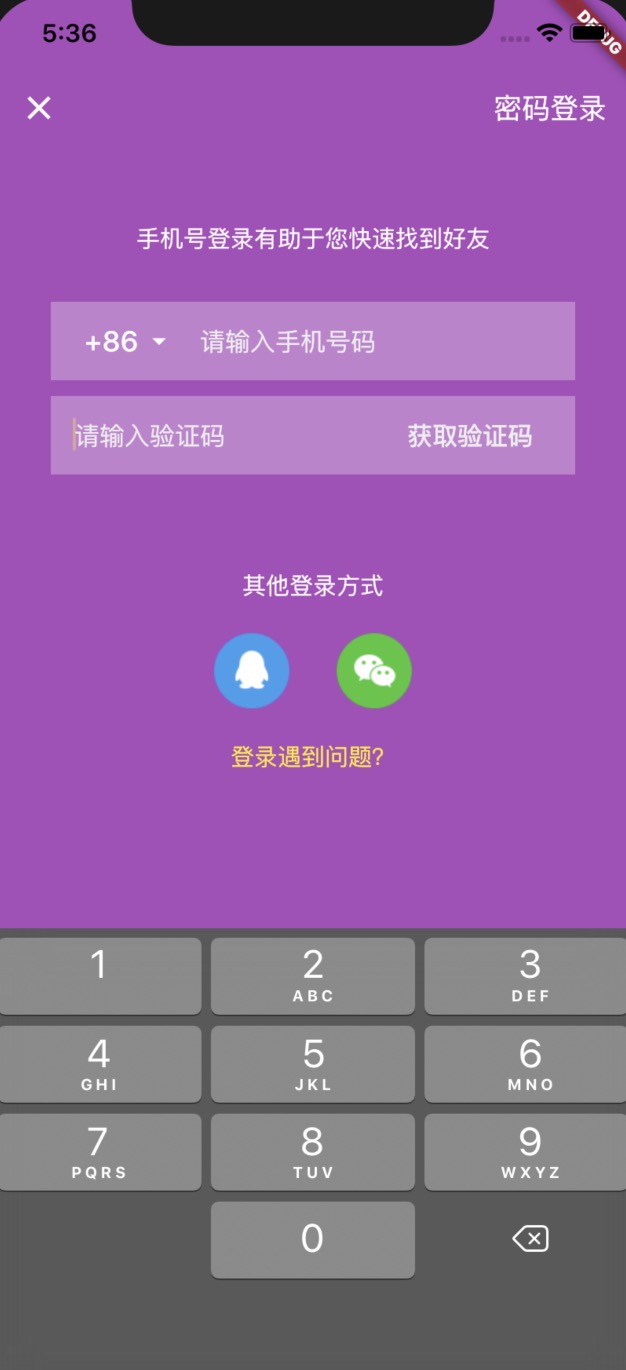 5:36
DEBUG
密码登录
手机号登录有助于您快速找到好友
+86 请输入手机号码
请输入验证码 获取验证码
其他登录方式
登录遇到问题?
1 2 3
ABC DEF
4 5 6
GHI JKL MNO
7 8 9
PQRS TUV WXYZ
0